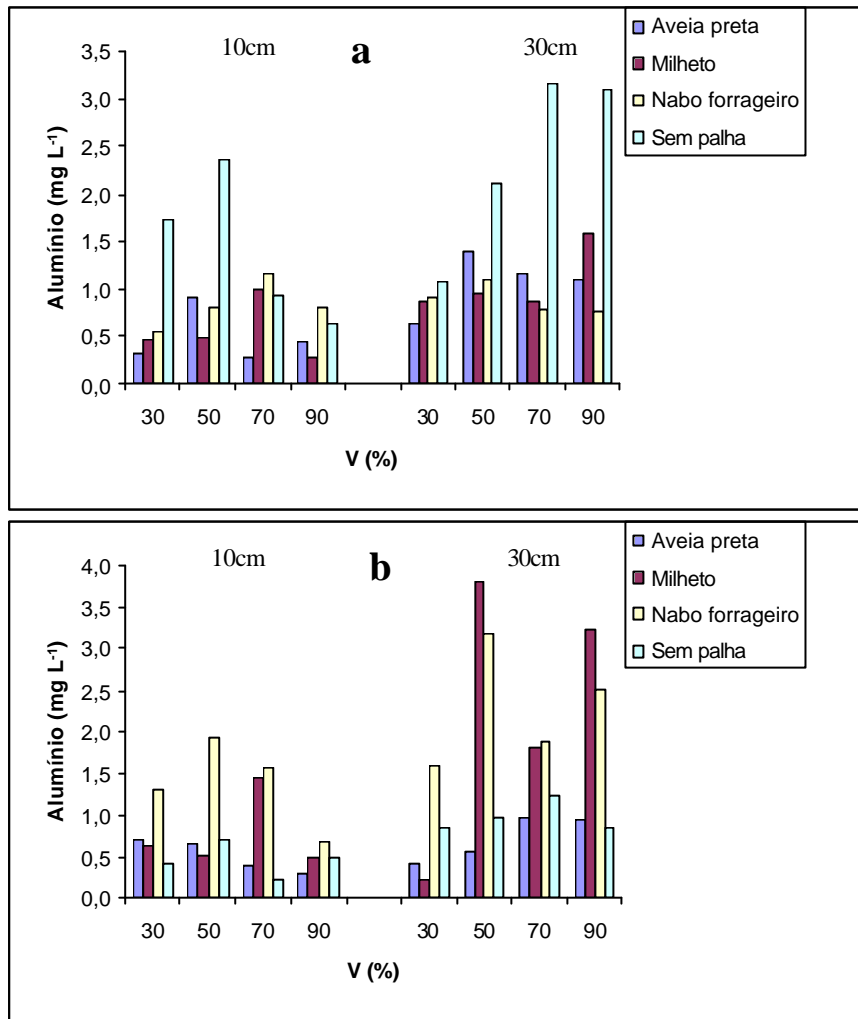 10cm a 30cm
Aveia preta
Milheto
Nabo forrageiro
Sem palha
Alumínio (mg L-1)
3,5
3,0
2,5
2,0
1,5
1,0
0,5
0,0
30 50 70 90 30 50 70 90
V (%)
10cm b 30cm
Aveia preta
Milheto
Nabo forrageiro
Sem palha
Alumínio (mg L-1)
4,0
3,5
3,0
2,5
2,0
1,5
1,0
0,5
0,0
30 50 70 90 30 50 70 90
V (%)